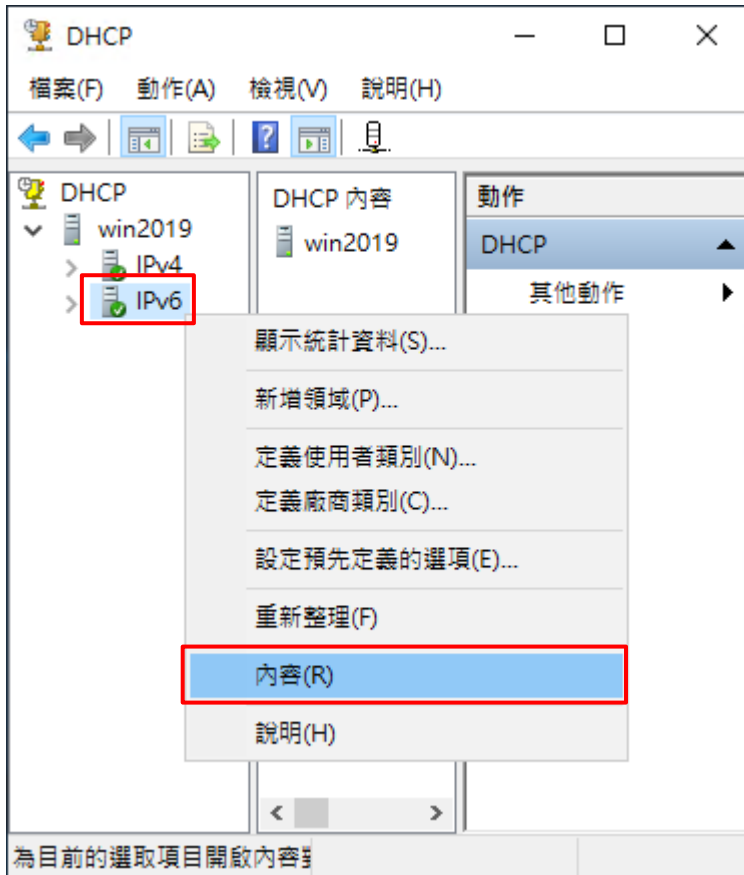 DHCP
檔案(F) 動作(A) 檢視(V) 說明(H)
DHCP
win2019
IPv4
IPv6
DHCP 內容
win2019
動作
DHCP
其他動作
顯示統計資料(S)...
新增領域(P)...
定義使用者類別(N)...
定義廠商類別(C)...
設定預先定義的選項(E)...
重新整理(F)
內容(R)
說明(H)
為目前的選取項目開啟內容